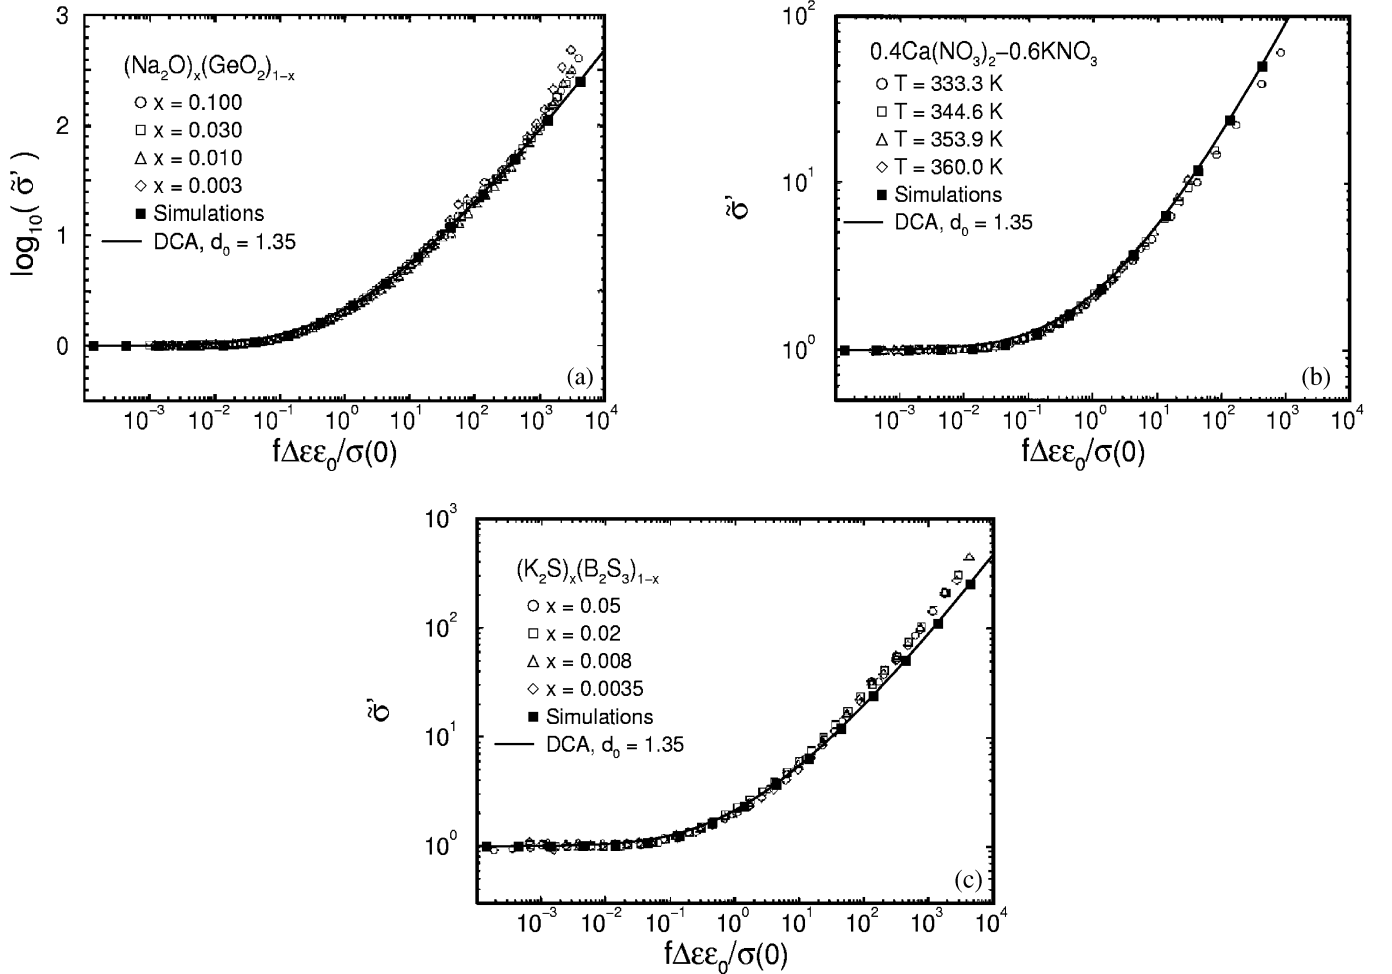 3
2
1
0
log₁₀( σ̃' )
(Na₂O)ₓ(GeO₂)₁₋ₓ
x = 0.100
x = 0.030
x = 0.010
x = 0.003
Simulations
DCA, d₀ = 1.35
(a)
10⁻³ 10⁻² 10⁻¹ 10⁰ 10¹ 10² 10³ 10⁴
fΔεε₀/σ(0)
10²
10¹
10⁰
σ̃'
0.4Ca(NO₃)₂–0.6KNO₃
T = 333.3 K
T = 344.6 K
T = 353.9 K
T = 360.0 K
Simulations
DCA, d₀ = 1.35
(b)
10⁻³ 10⁻² 10⁻¹ 10⁰ 10¹ 10² 10³ 10⁴
fΔεε₀/σ(0)
10³
10²
10¹
10⁰
σ̃'
(K₂S)ₓ(B₂S₃)₁₋ₓ
x = 0.05
x = 0.02
x = 0.008
x = 0.0035
Simulations
DCA, d₀ = 1.35
(c)
10⁻³ 10⁻² 10⁻¹ 10⁰ 10¹ 10² 10³ 10⁴
fΔεε₀/σ(0)